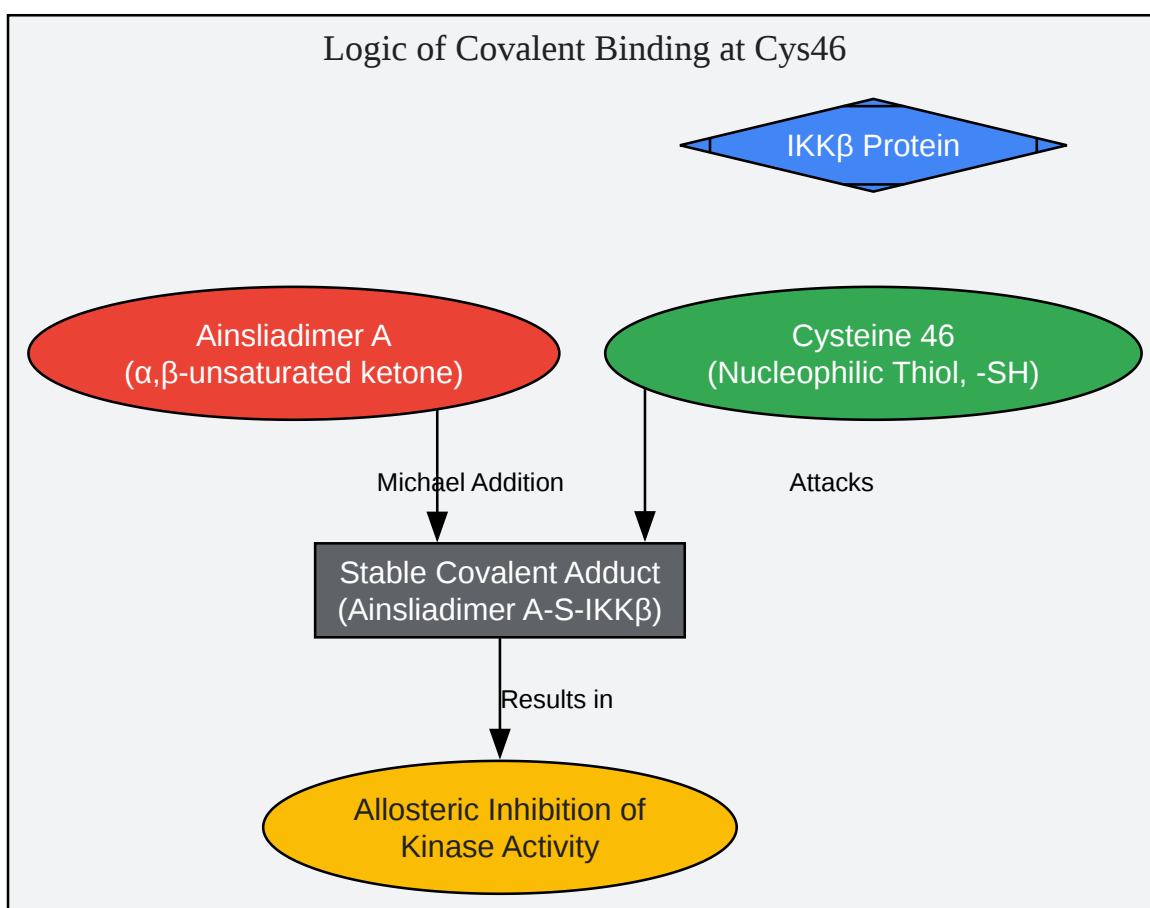 Logic of Covalent Binding at Cys46
IKKβ Protein
Ainsliadimer A
(α,β-unsaturated ketone)
Cysteine 46
(Nucleophilic Thiol, -SH)
Michael Addition
Attacks
Stable Covalent Adduct
(Ainsliadimer A-S-IKKβ)
Results in
Allosteric Inhibition of
Kinase Activity